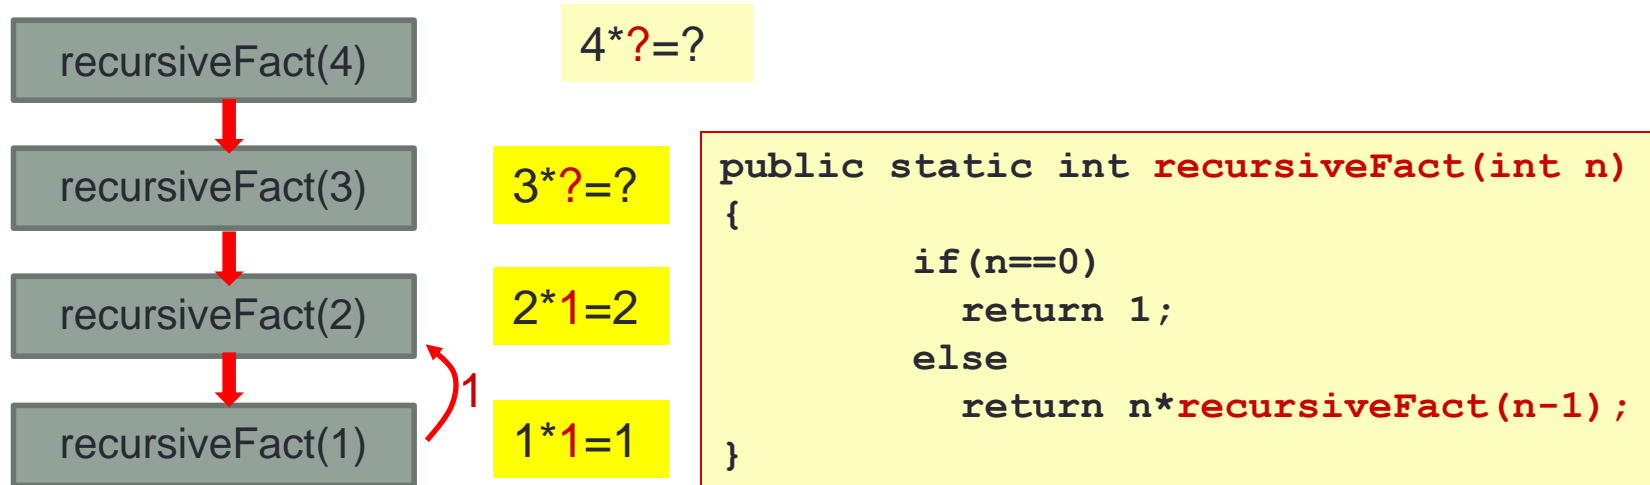 recursiveFact(4)
4*?=?
recursiveFact(3)
3*?=?
recursiveFact(2)
2*1=2
1
recursiveFact(1)
1*1=1
public static int recursiveFact(int n)
{
if(n==0)
return 1;
else
return n*recursiveFact(n-1);
}